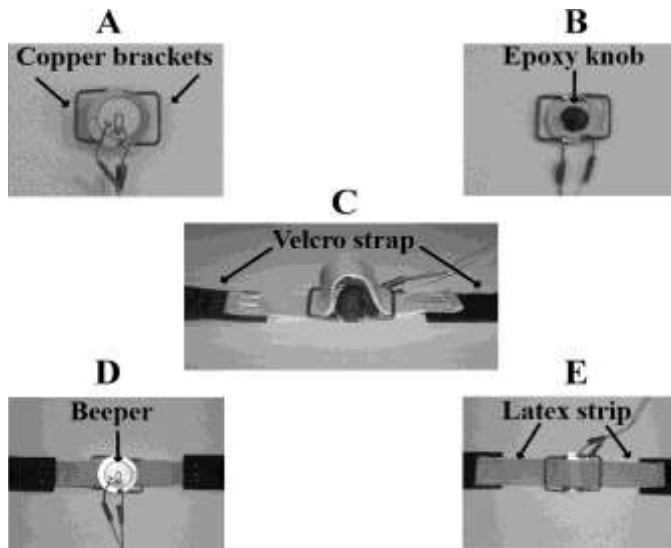 A
B
Copper brackets
Epoxy knob
C
Velcro strap
D
E
Beeper
Latex strip